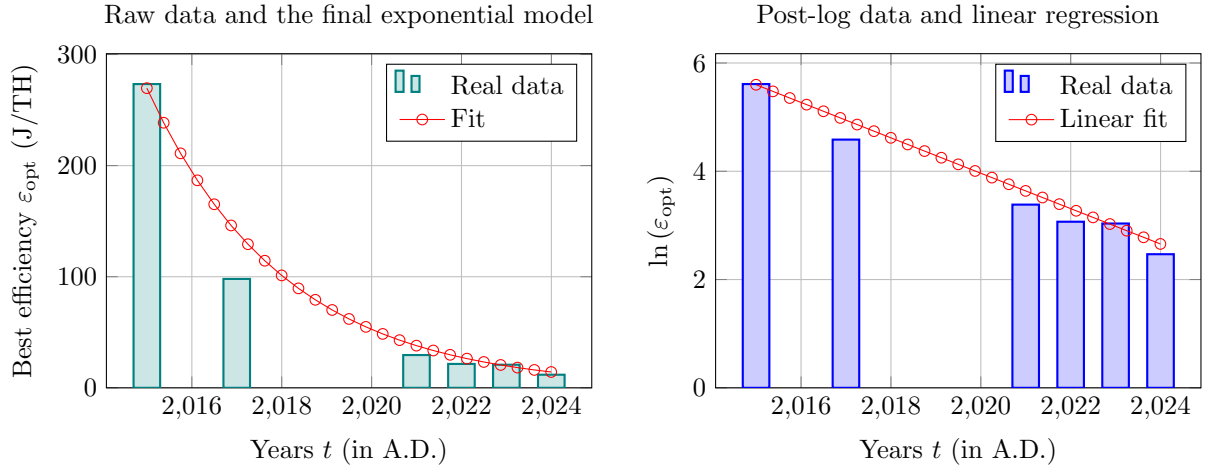 Raw data and the final exponential model
Best efficiency εopt (J/TH)
300
200
100
0
Real data
Fit
2,016
2,018
2,020
2,022
2,024
Years t (in A.D.)
Post-log data and linear regression
ln (εopt)
6
4
2
0
Real data
Linear fit
2,016
2,018
2,020
2,022
2,024
Years t (in A.D.)